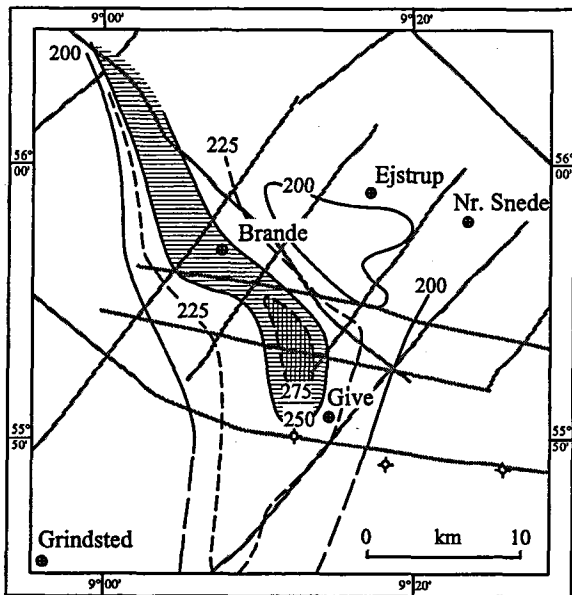 9° 00' 9° 20'
200
225
56° 00' 56° 00'
200 Ejstrup
Nr. Snede
Brande
200
225
275 Give
250
55° 50' 55° 50'
Grindsted 0 km 10
9° 00' 9° 20'